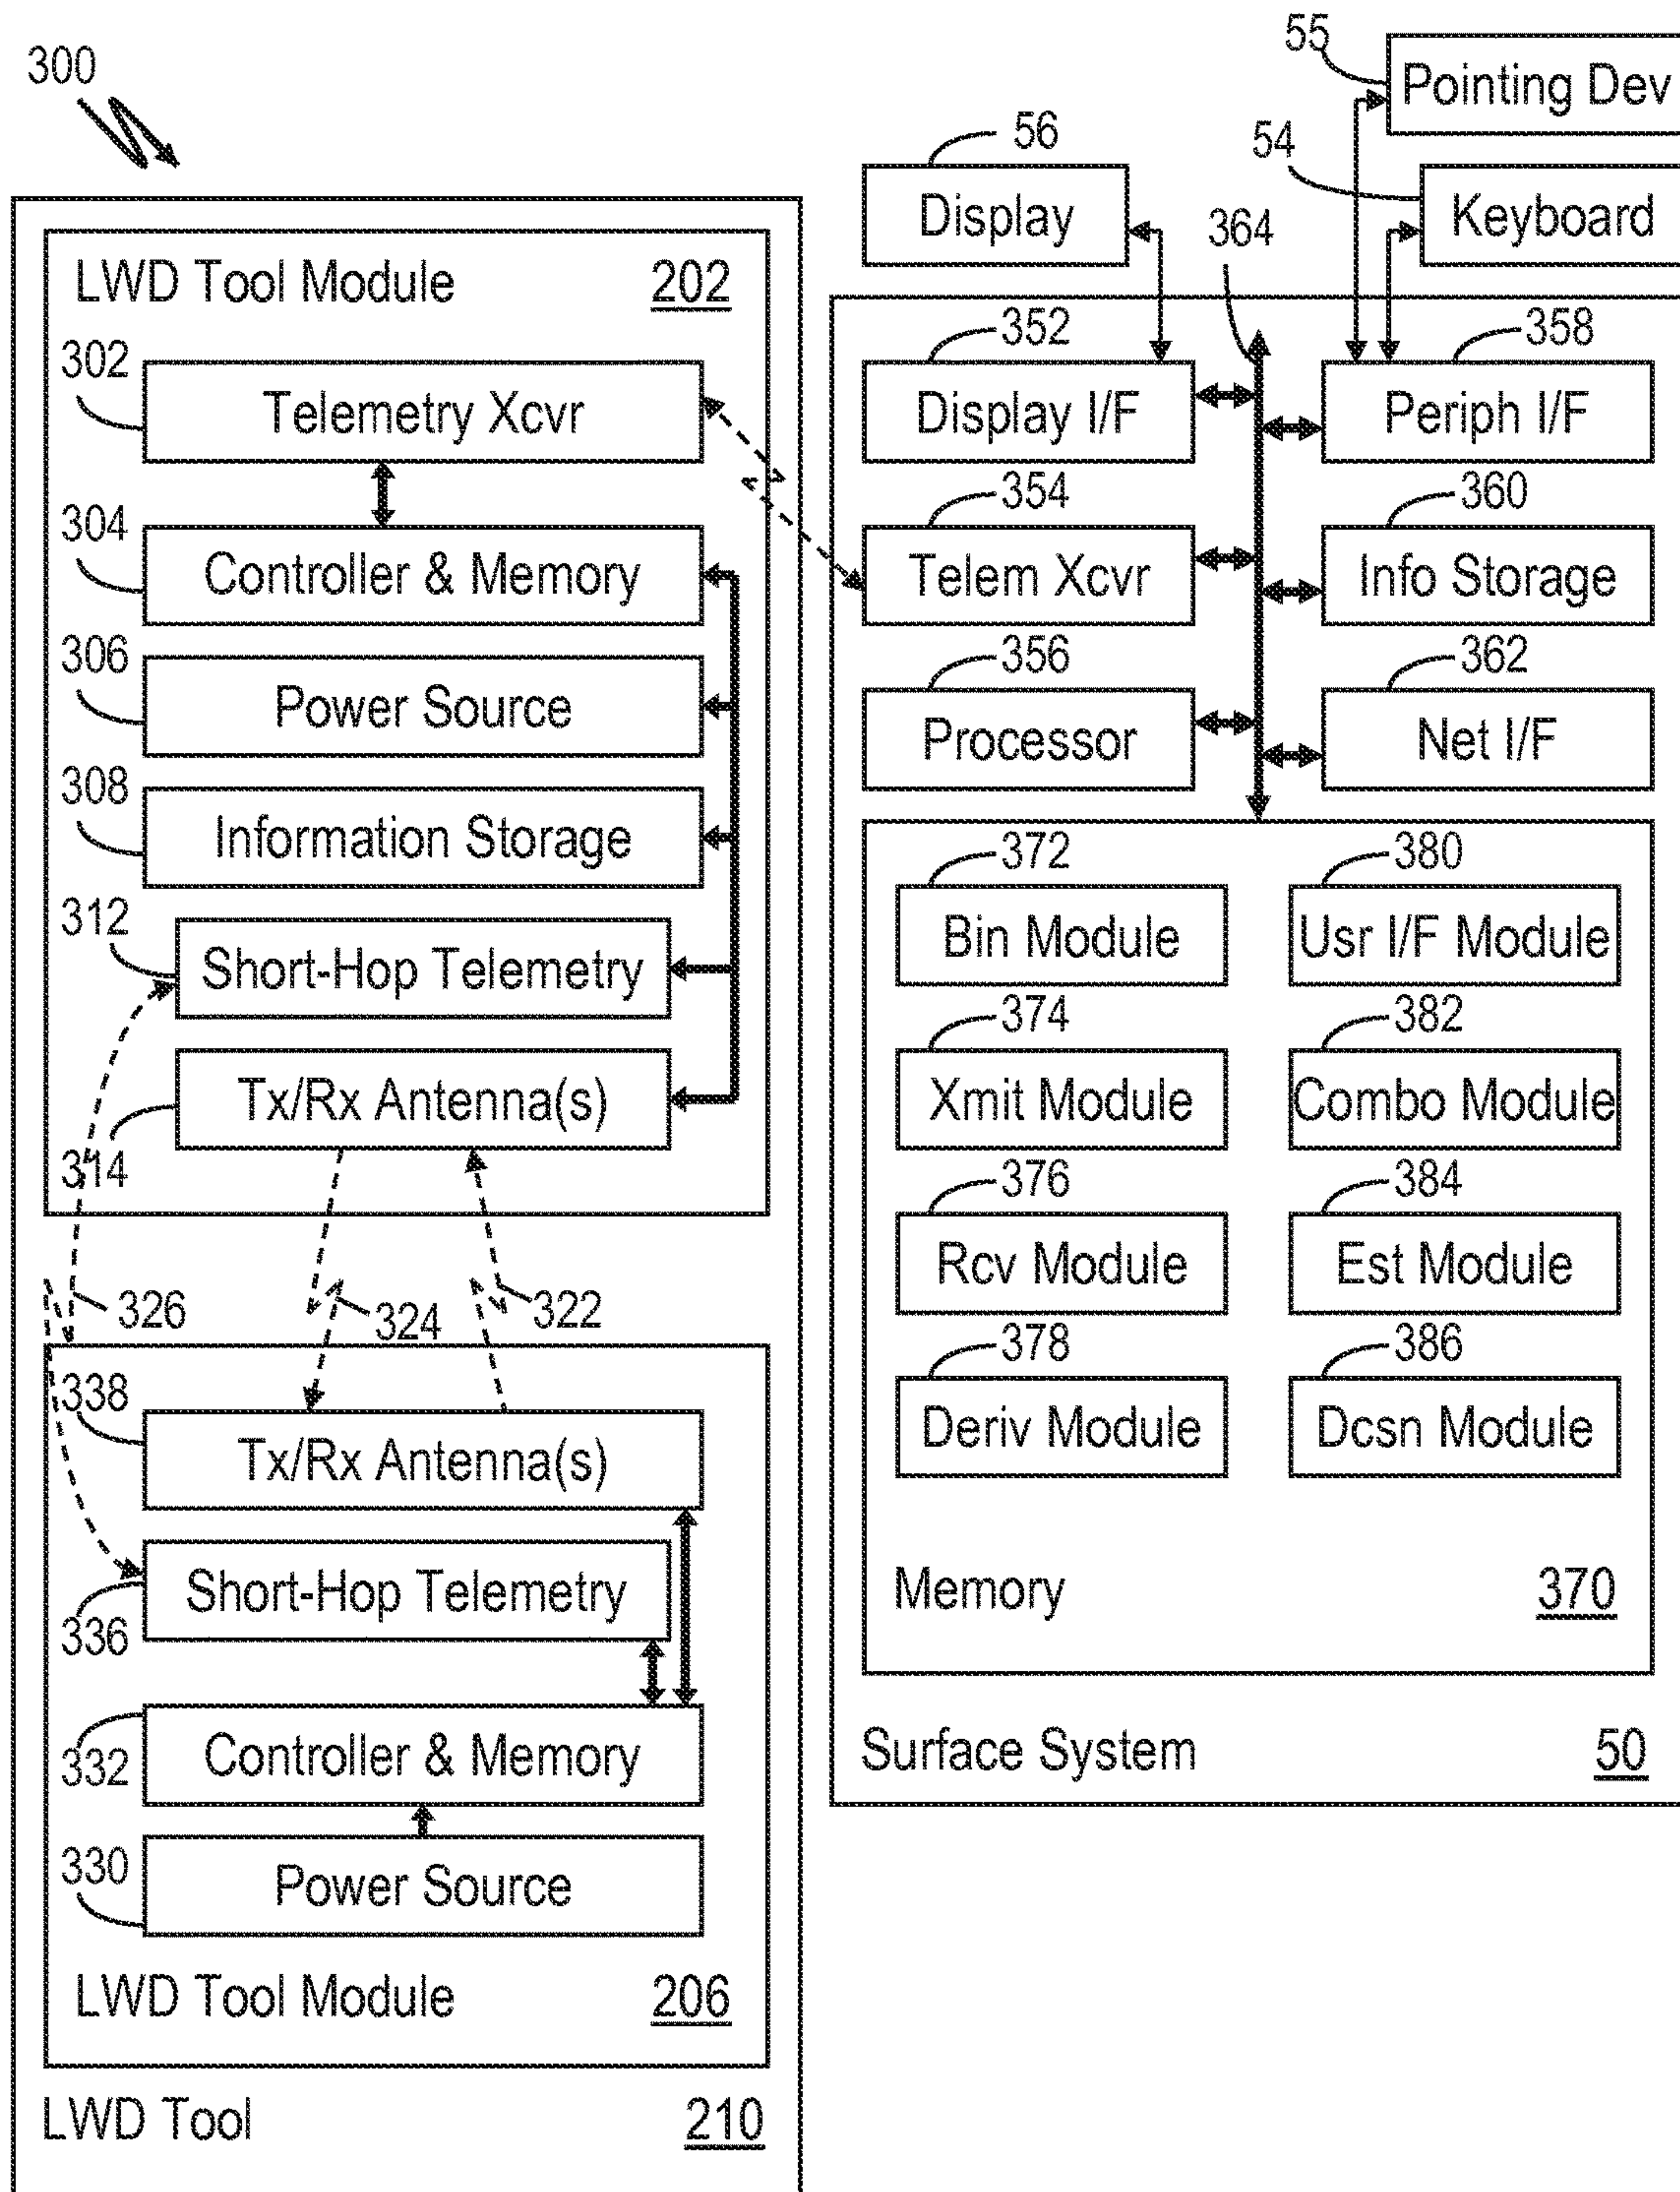 300
LWD Tool Module 202
302
Telemetry Xcvr
304
Controller & Memory
306
Power Source
308
Information Storage
312
Short-Hop Telemetry
Tx/Rx Antenna(s)
314
326
324
322
338
Tx/Rx Antenna(s)
Short-Hop Telemetry
336
Controller & Memory
332
330
Power Source
LWD Tool Module 206
LWD Tool 210
55
Pointing Dev
56
54
Display
Keyboard
364
352
358
Display I/F
Periph I/F
354
360
Telem Xcvr
Info Storage
356
362
Processor
Net I/F
372
380
Bin Module
Usr I/F Module
374
382
Xmit Module
Combo Module
376
384
Rcv Module
Est Module
378
386
Deriv Module
Dcsn Module
Memory 370
Surface System 50